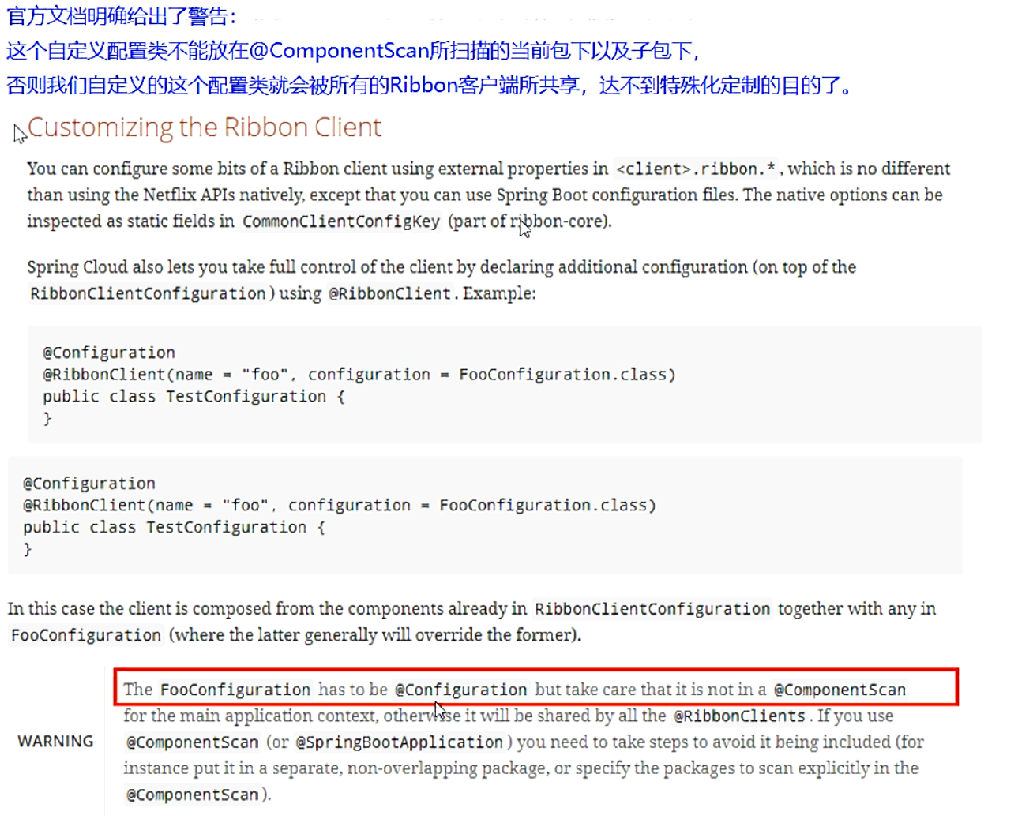 官方文档明确给出了警告：
这个自定义配置类不能放在@ComponentScan所扫描的当前包下以及子包下，
否则我们自定义的这个配置类就会被所有的Ribbon客户端所共享，达不到特殊化定制的目的了。
Customizing the Ribbon Client
You can configure some bits of a Ribbon client using external properties in <client>.ribbon.*, which is no different
than using the Netflix APIs natively, except that you can use Spring Boot configuration files. The native options can be
inspected as static fields in CommonClientConfigKey (part of ribbon-core).
Spring Cloud also lets you take full control of the client by declaring additional configuration (on top of the
RibbonClientConfiguration) using @RibbonClient. Example:
@Configuration
@RibbonClient(name = "foo", configuration = FooConfiguration.class)
public class TestConfiguration {
}
@Configuration
@RibbonClient(name = "foo", configuration = FooConfiguration.class)
public class TestConfiguration {
}
In this case the client is composed from the components already in RibbonClientConfiguration together with any in
FooConfiguration (where the latter generally will override the former).
WARNING
The FooConfiguration has to be @Configuration but take care that it is not in a @ComponentScan
for the main application context, otherwise it will be shared by all the @RibbonClients. If you use
@ComponentScan (or @SpringBootApplication) you need to take steps to avoid it being included (for
instance put it in a separate, non-overlapping package, or specify the packages to scan explicitly in the
@ComponentScan).